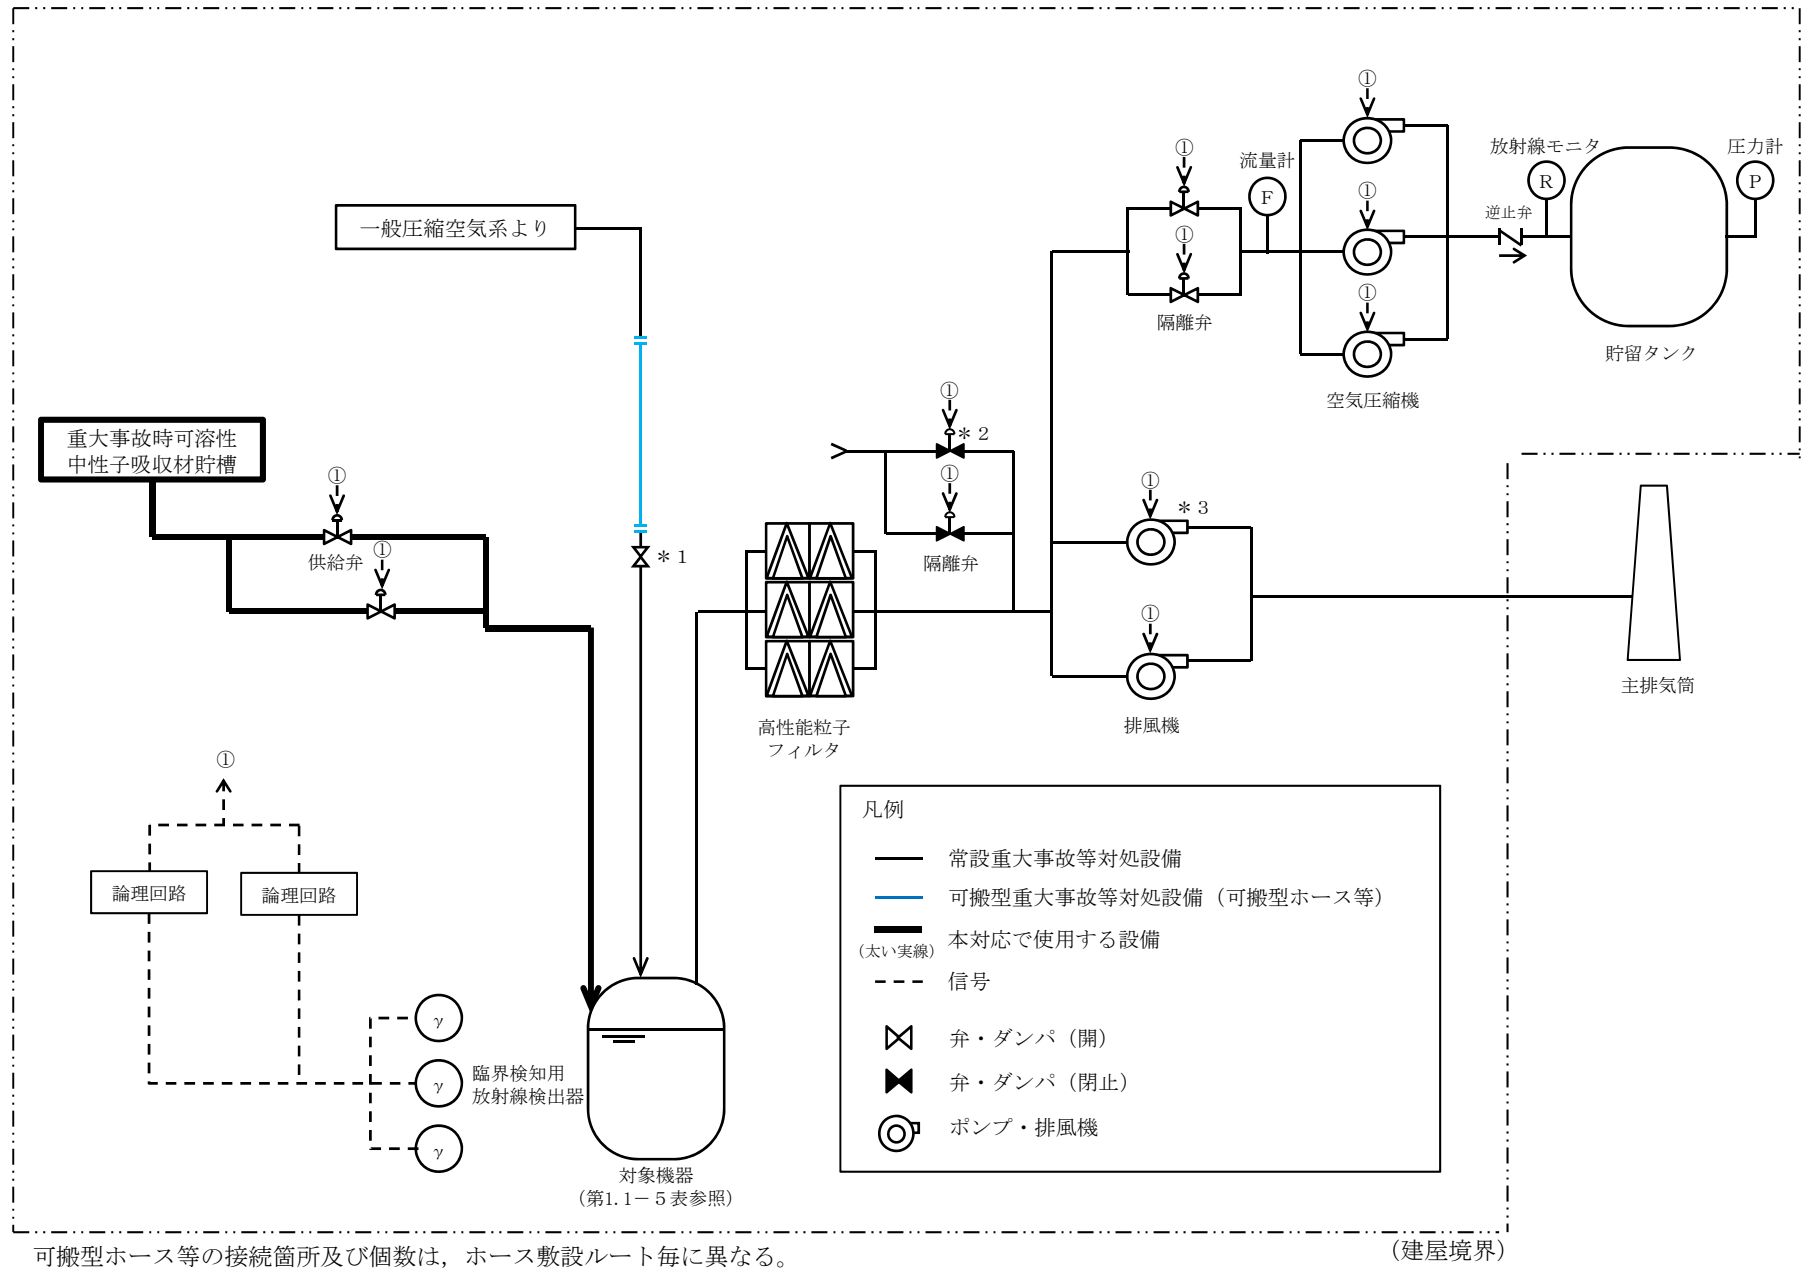 ①
①
放射線モニタ
圧力計
①
流量計
R
P
F
①
逆止弁
一般圧縮空気系より
①
①
隔離弁
貯留タンク
空気圧縮機
①
＊2
重大事故時可溶性
中性子吸収材貯槽
①
①
①
＊3
①
供給弁
＊1
隔離弁
①
主排気筒
高性能粒子
フィルタ
排風機
①
論理回路
論理回路
凡例
常設重大事故等対処設備
可搬型重大事故等対処設備（可搬型ホース等）
本対応で使用する設備
（太い実線）
信号
弁・ダンパ（開）
弁・ダンパ（閉止）
ポンプ・排風機
γ
γ
臨界検知用
放射線検出器
γ
対象機器
（第1.1－５表参照）
可搬型ホース等の接続箇所及び個数は，ホース敷設ルート毎に異なる。
（建屋境界）